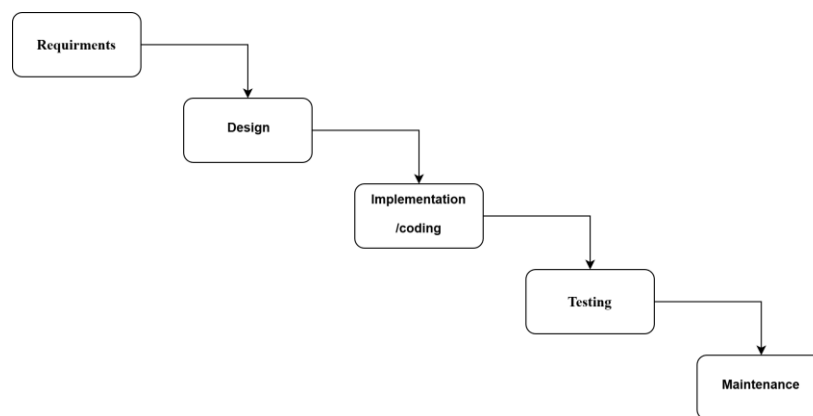 Requirments
Design
Implementation
/coding
Testing
Maintenance